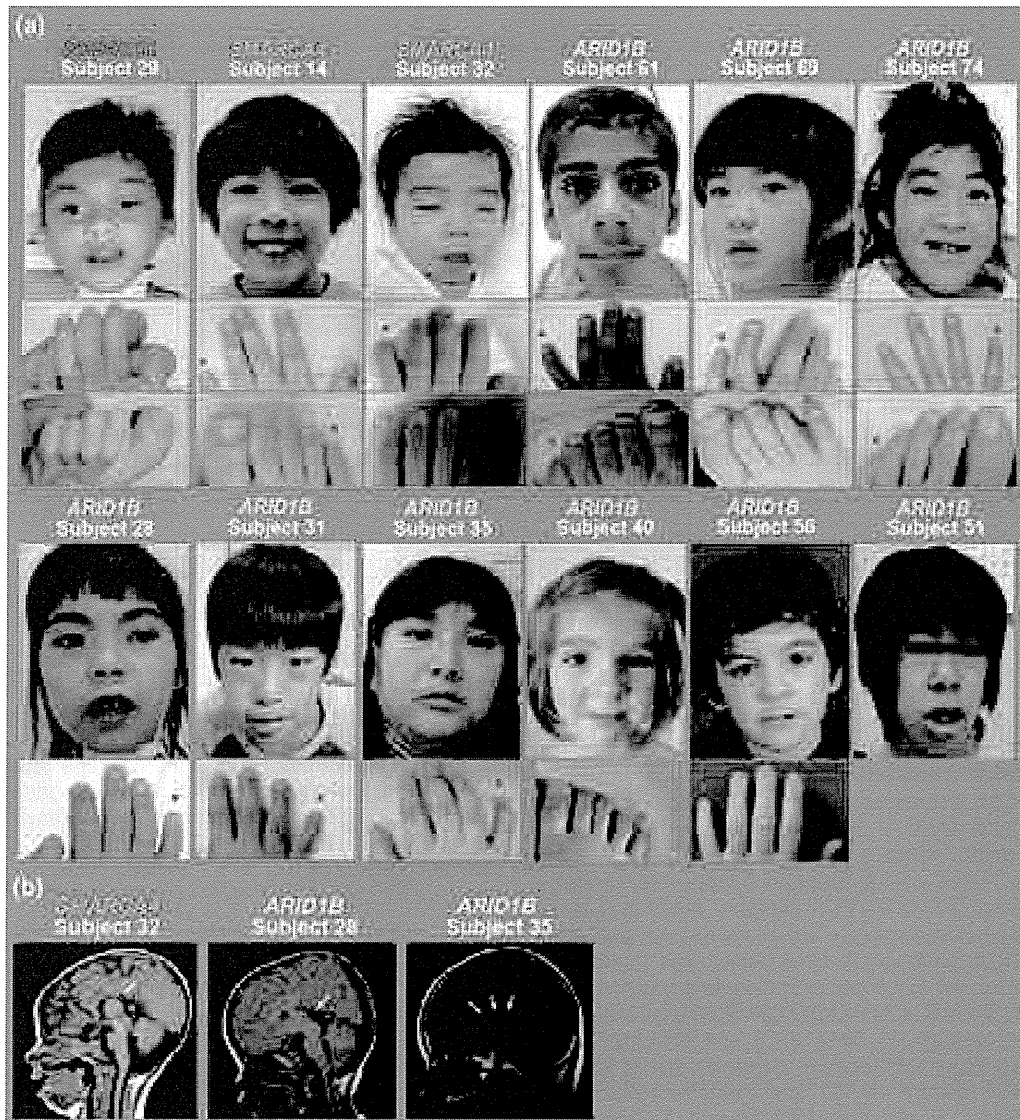 (a)
ARID1B ARID1B ARID1B
Subject 29 Subject 14 Subject 32 Subject 61 Subject 69 Subject 74
ARID1B ARID1B ARID1B ARID1B ARID1B ARID1B
Subject 28 Subject 31 Subject 35 Subject 40 Subject 56 Subject 51
(b)
ARID1B ARID1B
Subject 32 Subject 28 Subject 35